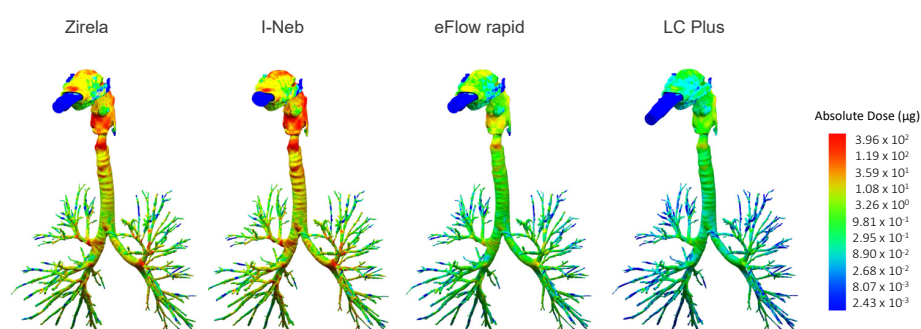 Zirela I-Neb eFlow rapid LC Plus
Absolute Dose (µg)
3.96 x 10²
1.19 x 10²
3.59 x 10¹
1.08 x 10¹
3.26 x 10⁰
9.81 x 10⁻¹
2.95 x 10⁻¹
8.90 x 10⁻²
2.68 x 10⁻²
8.07 x 10⁻³
2.43 x 10⁻³